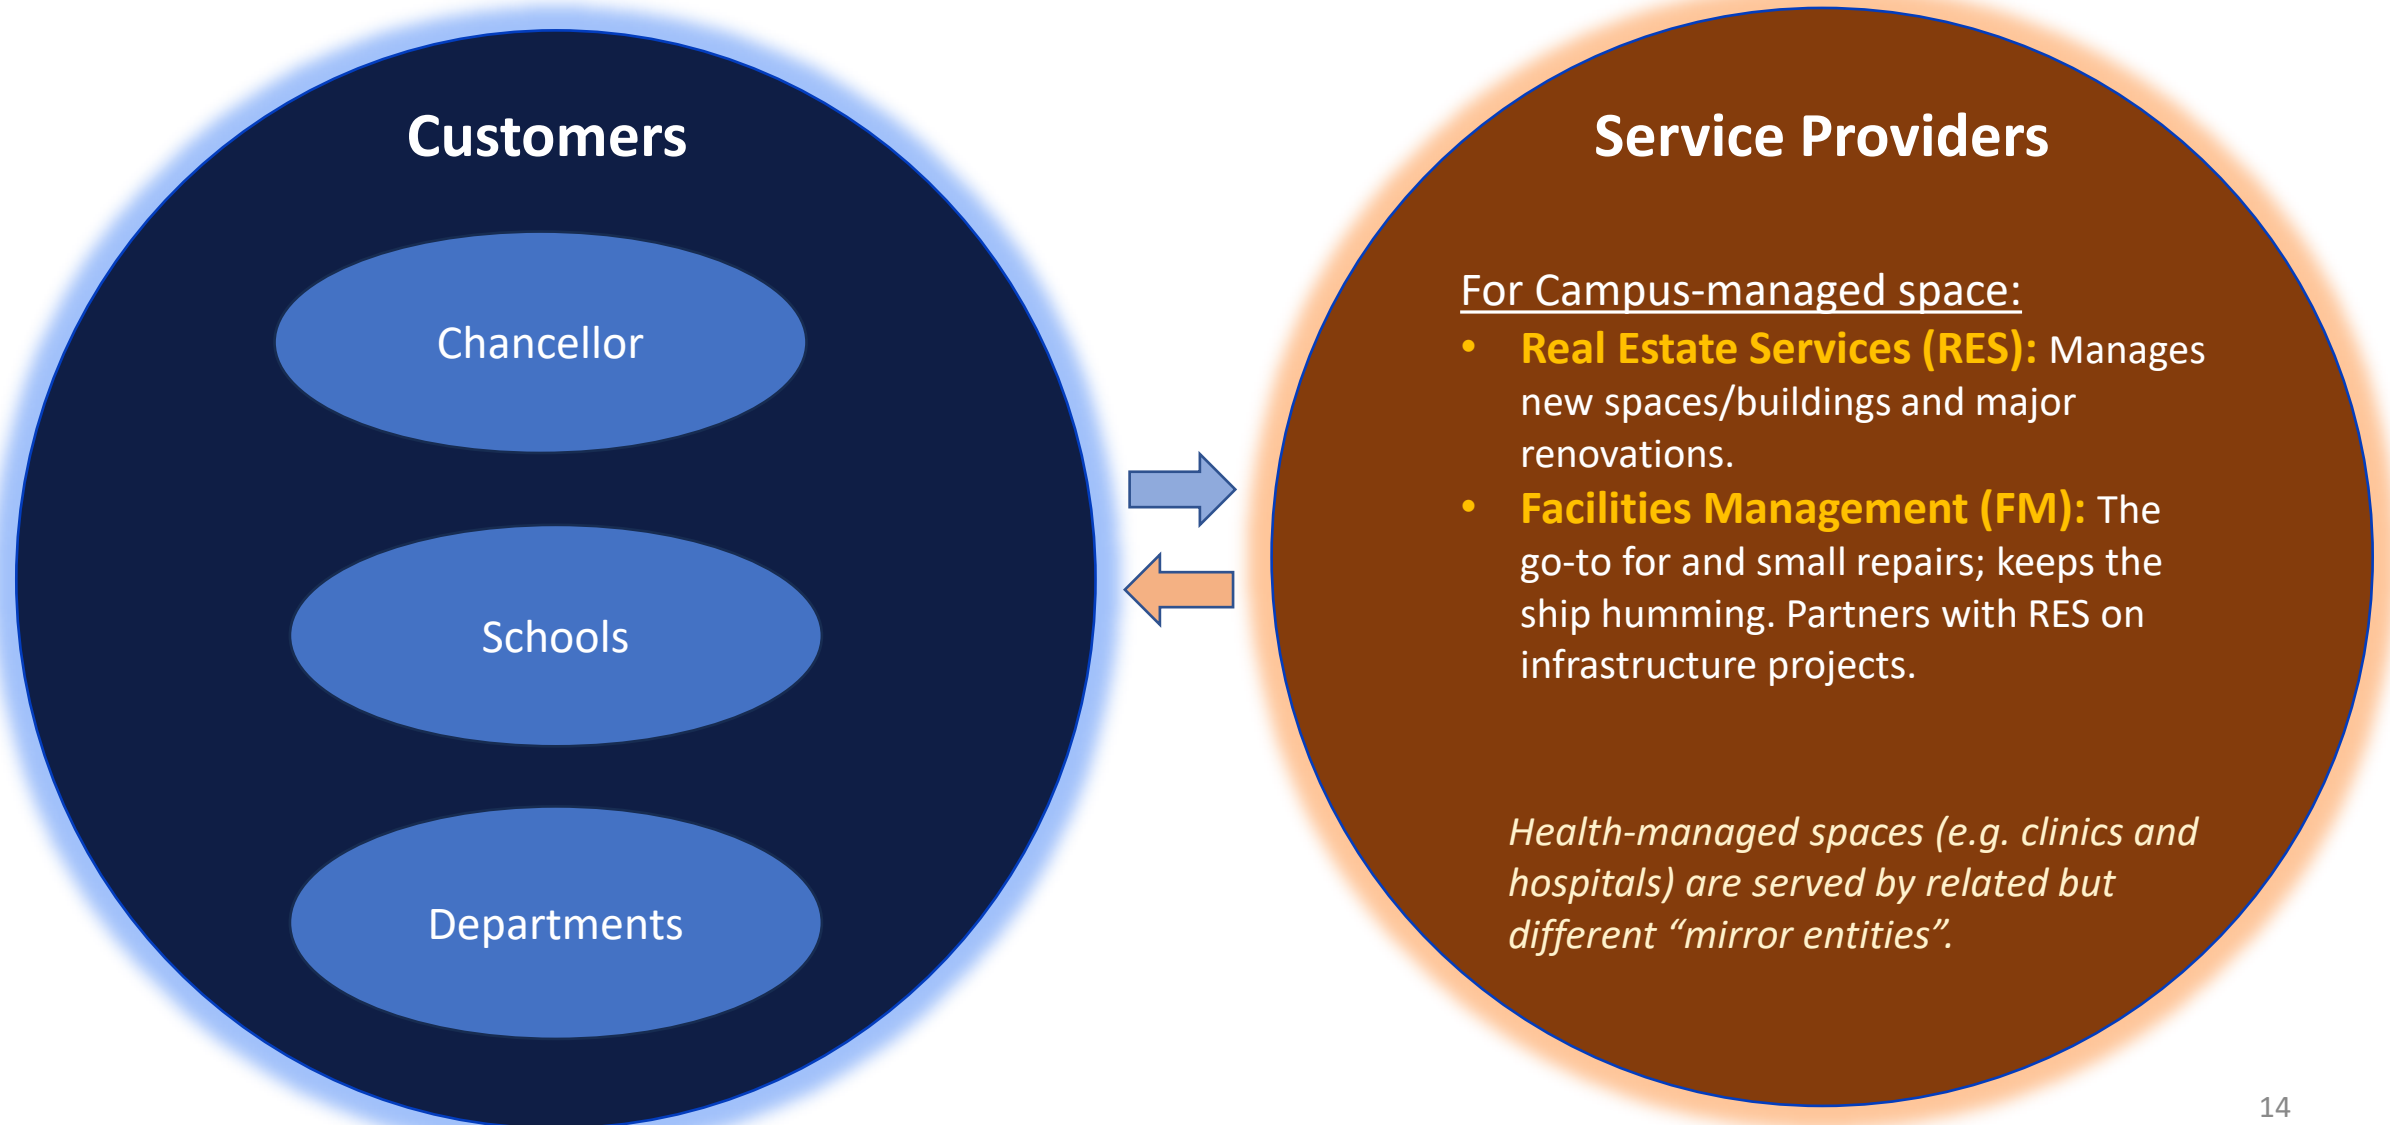 Customers
Chancellor
Schools
Departments
Service Providers
For Campus-managed space:
• Real Estate Services (RES): Manages
new spaces/buildings and major
renovations.
• Facilities Management (FM): The
go-to for and small repairs; keeps the
ship humming. Partners with RES on
infrastructure projects.
Health-managed spaces (e.g. clinics and
hospitals) are served by related but
different “mirror entities”.
14